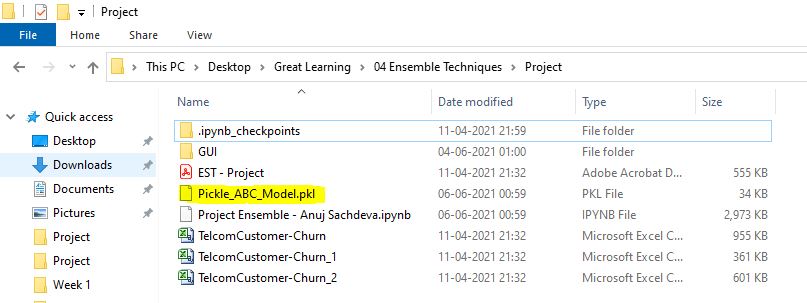 Project
File Home Share View
This PC > Desktop > Great Learning > 04 Ensemble Techniques > Project
Name Date modified Type Size
Quick access
Desktop
Downloads
Documents
Pictures
Project
Project
Week 1
.ipynb_checkpoints 11-04-2021 21:59 File folder
GUI 04-06-2021 01:00 File folder
EST - Project 11-04-2021 21:32 Adobe Acrobat D... 555 KB
Pickle_ABC_Model.pkl 06-06-2021 00:59 PKL File 34 KB
Project Ensemble - Anuj Sachdeva.ipynb 06-06-2021 00:59 IPYNB File 2,973 KB
TelcomCustomer-Churn 11-04-2021 21:32 Microsoft Excel C... 955 KB
TelcomCustomer-Churn_1 11-04-2021 21:32 Microsoft Excel C... 361 KB
TelcomCustomer-Churn_2 11-04-2021 21:32 Microsoft Excel C... 601 KB